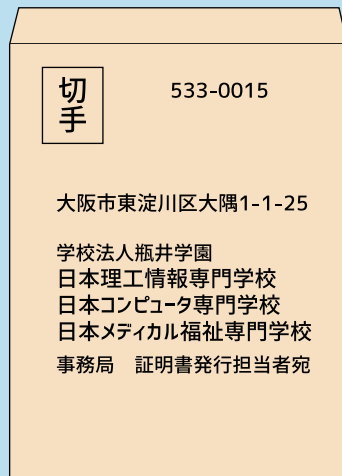 切手
533-0015
大阪市東淀川区大隅1-1-25
学校法人瓶井学園
日本理工情報専門学校
日本コンピュータ専門学校
日本メディカル福祉専門学校
事務局　証明書発行担当者宛